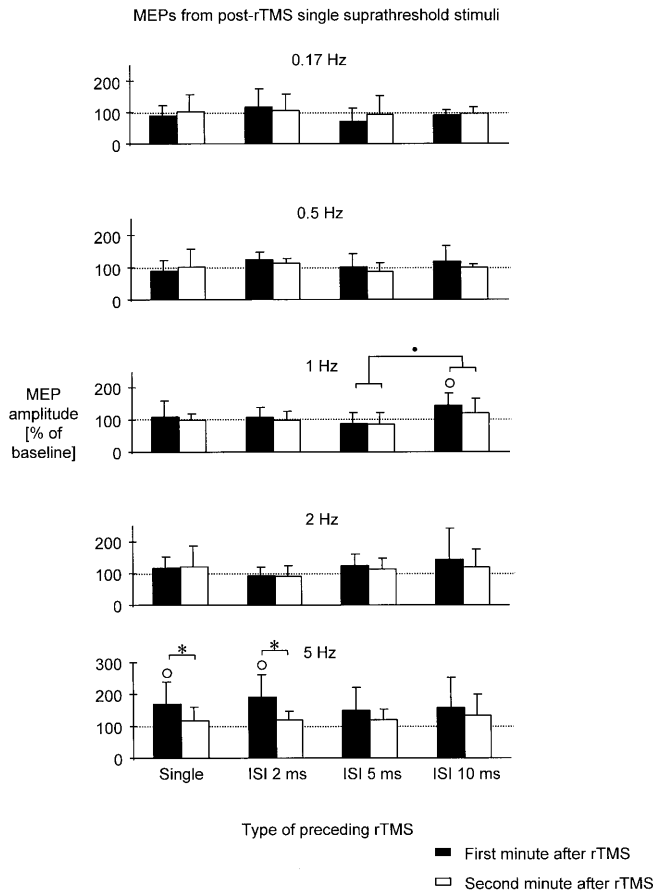 MEPs from post-rTMS single suprathreshold stimuli
0.17 Hz
200
100
0
0.5 Hz
200
100
0
1 Hz
200
100
0
MEP
amplitude
[% of
baseline]
2 Hz
200
100
0
5 Hz
* *
300
200
100
0
Single ISI 2 ms ISI 5 ms ISI 10 ms
Type of preceding rTMS
First minute after rTMS
Second minute after rTMS